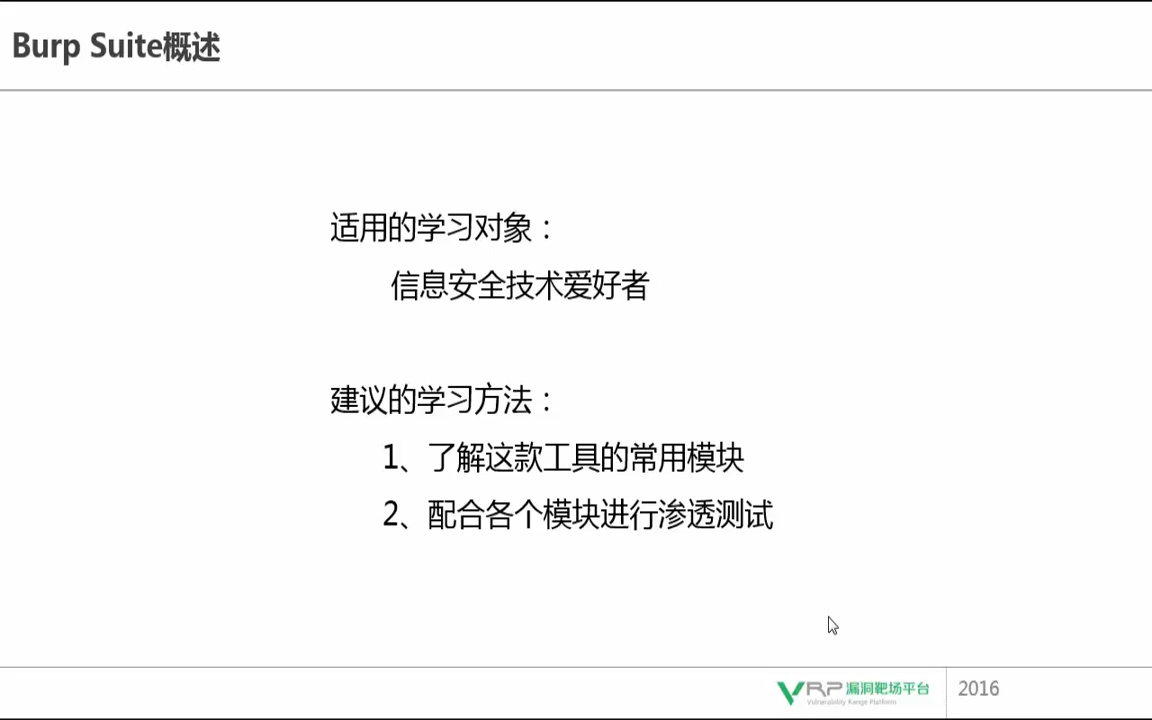 Burp Suite概述
适用的学习对象：
信息安全技术爱好者
建议的学习方法：
1、了解这款工具的常用模块
2、配合各个模块进行渗透测试
VRP 漏洞靶场平台
Vulnerability Range Platform
2016